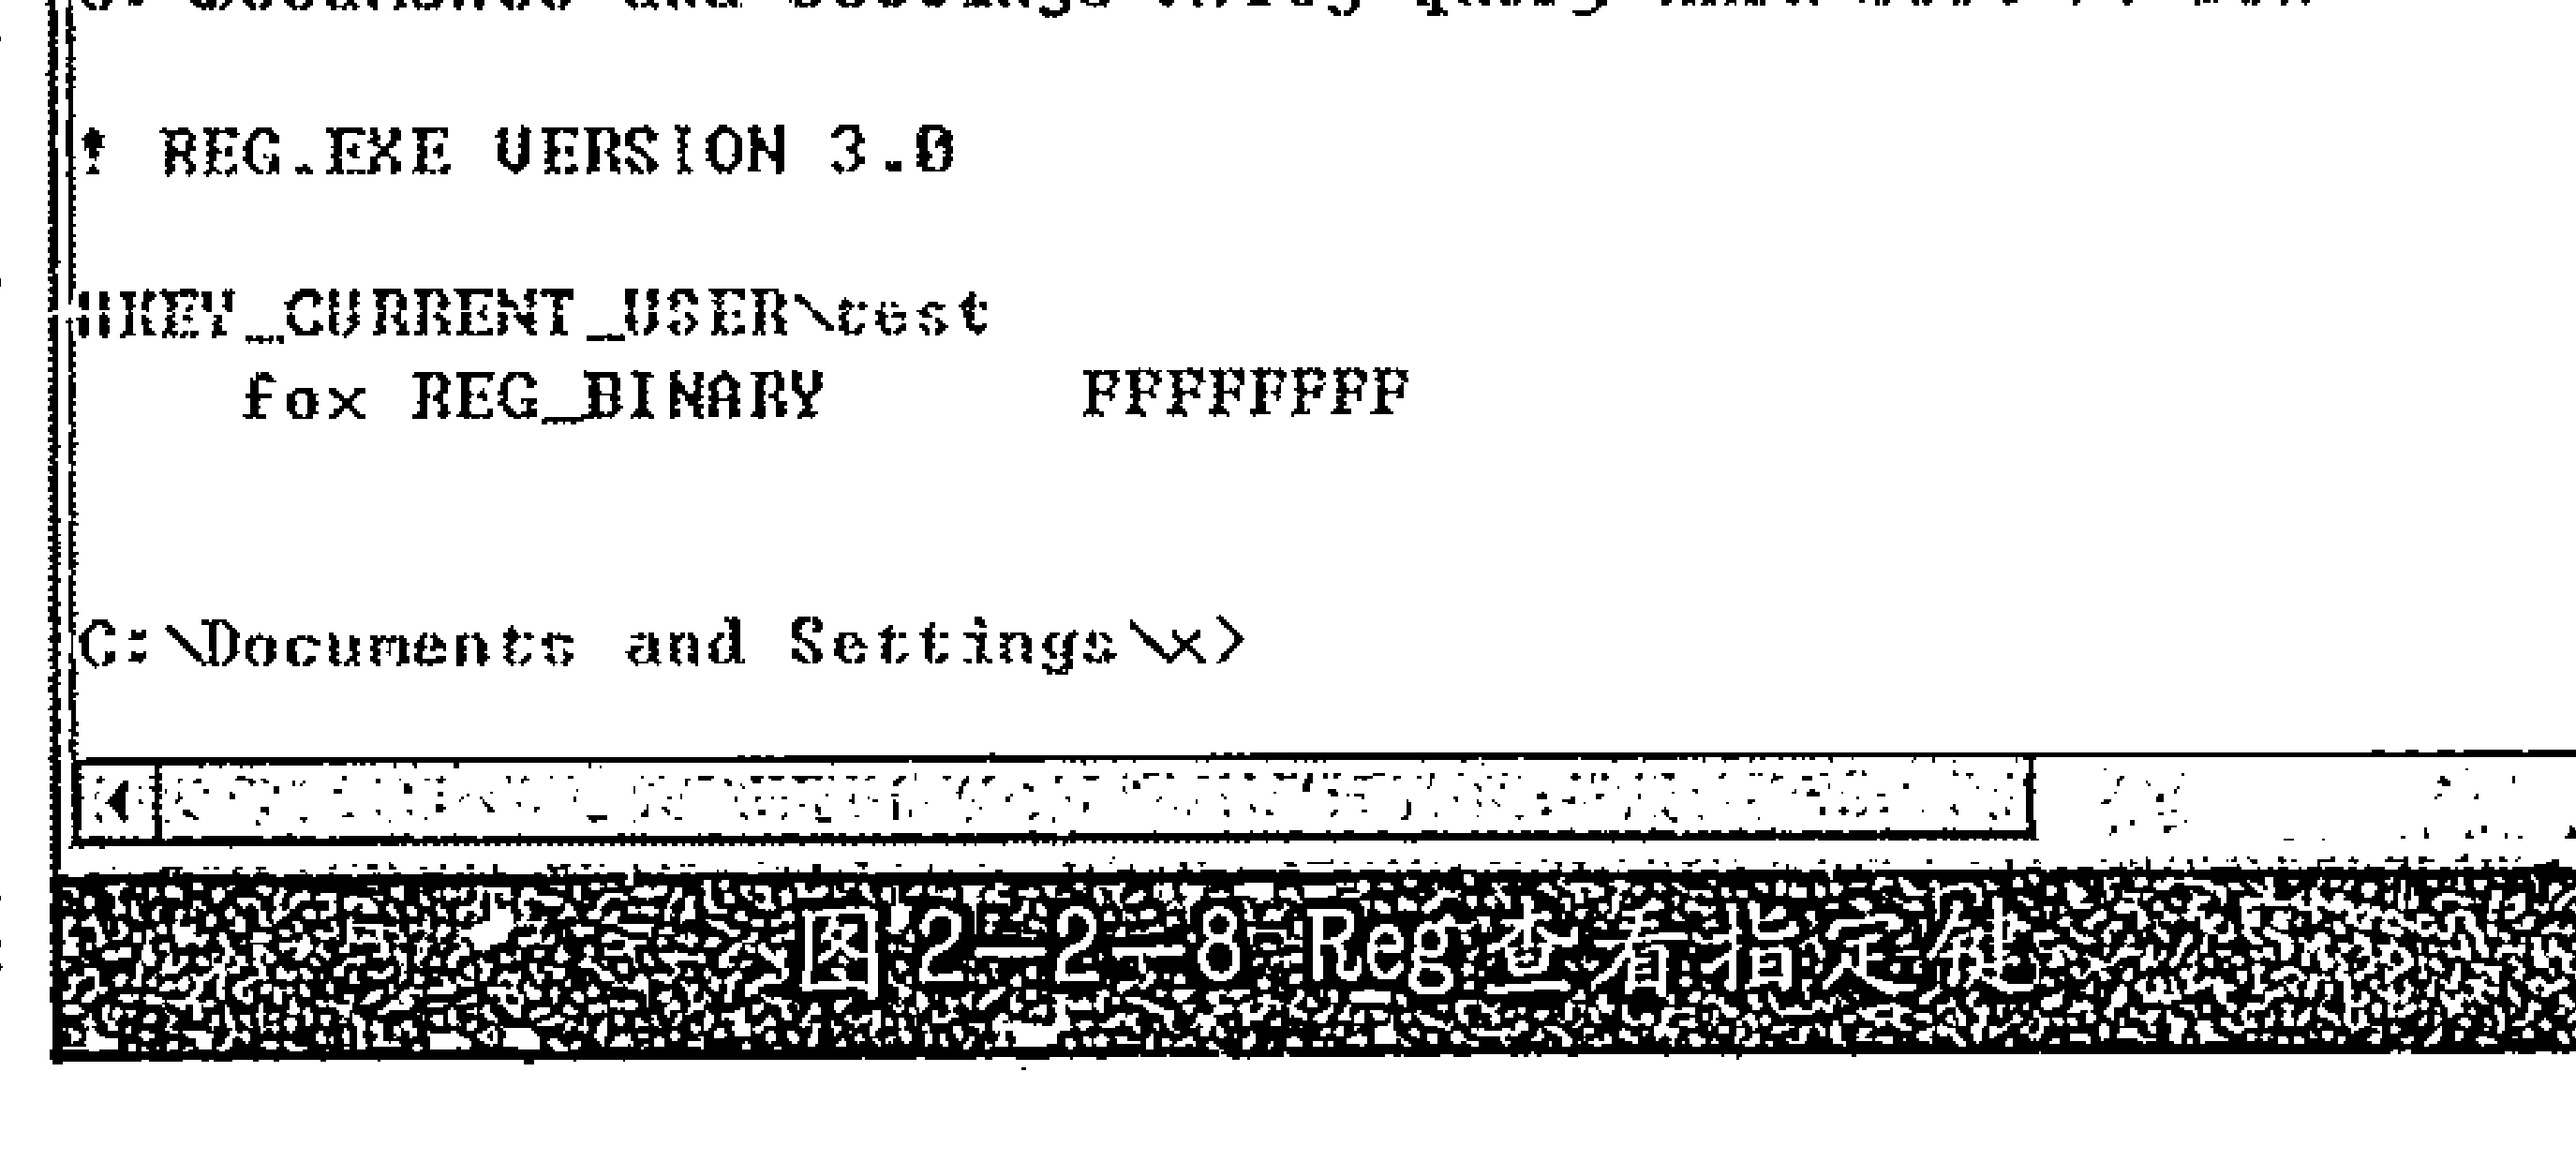 ! REG.EXE VERSION 3.0
HKEY_CURRENT_USER\test
fox REG_BINARY FFFFFFFF
C:\Documents and Settings\x>
图 2-2-8 Reg查看指定键